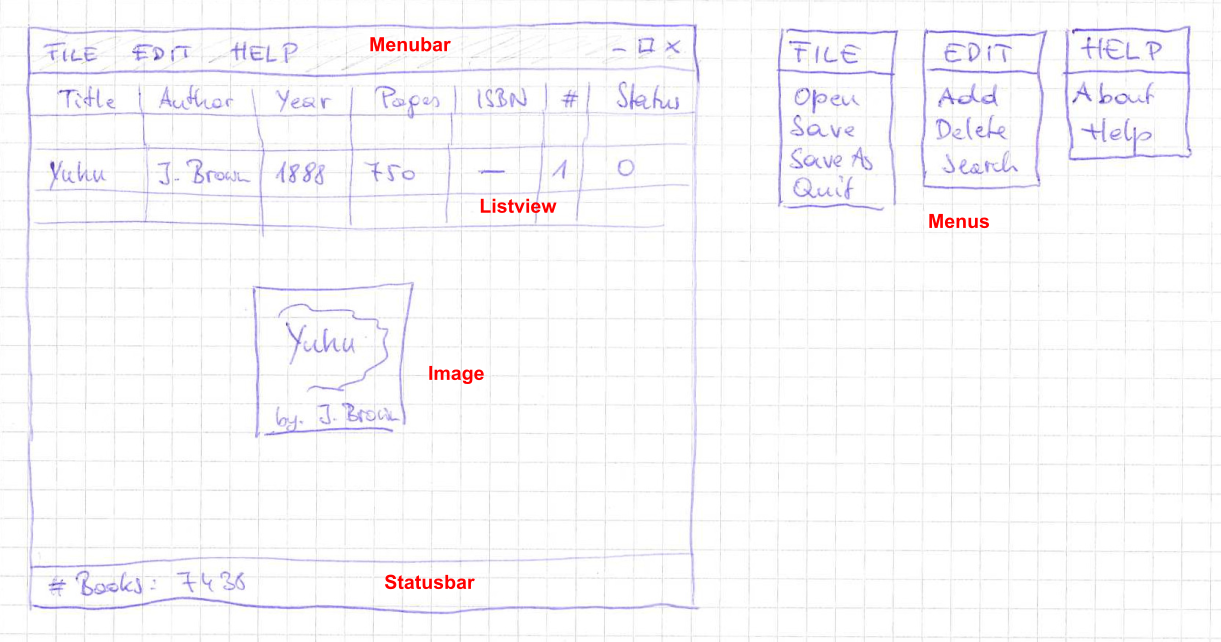 FILE EDIT HELP Menubar
Title Author Year Pages ISBN # Status
Yuhu J. Brown 1888 750 — 1 O
Listview
Yuhu
by. J. Brown
Image
# Books: 7436
Statusbar
FILE
Open
Save
Save As
Quit
EDIT
Add
Delete
Search
HELP
About
Help
Menus